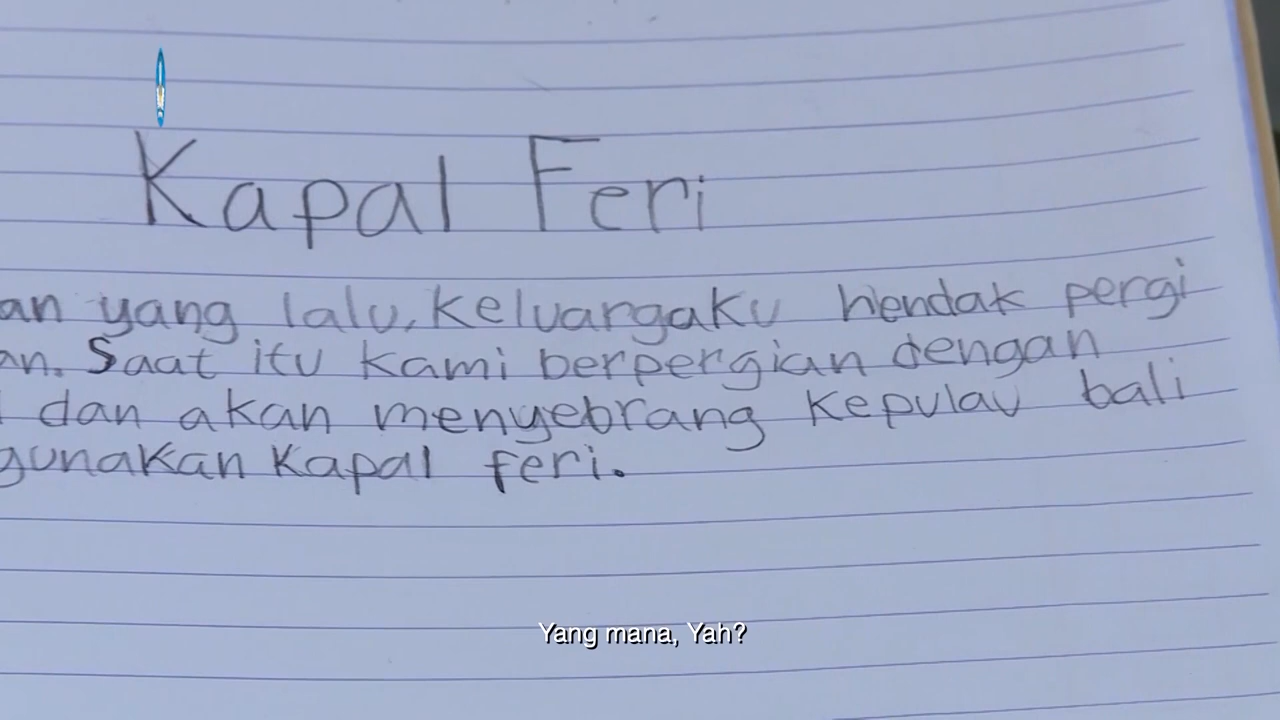 Kapal Feri
an yang lalu, keluargaku hendak pergi
an. Saat itu kami berpergian dengan
dan akan menyebrang kepulau bali
gunakan kapal feri.
Yang mana, Yah?